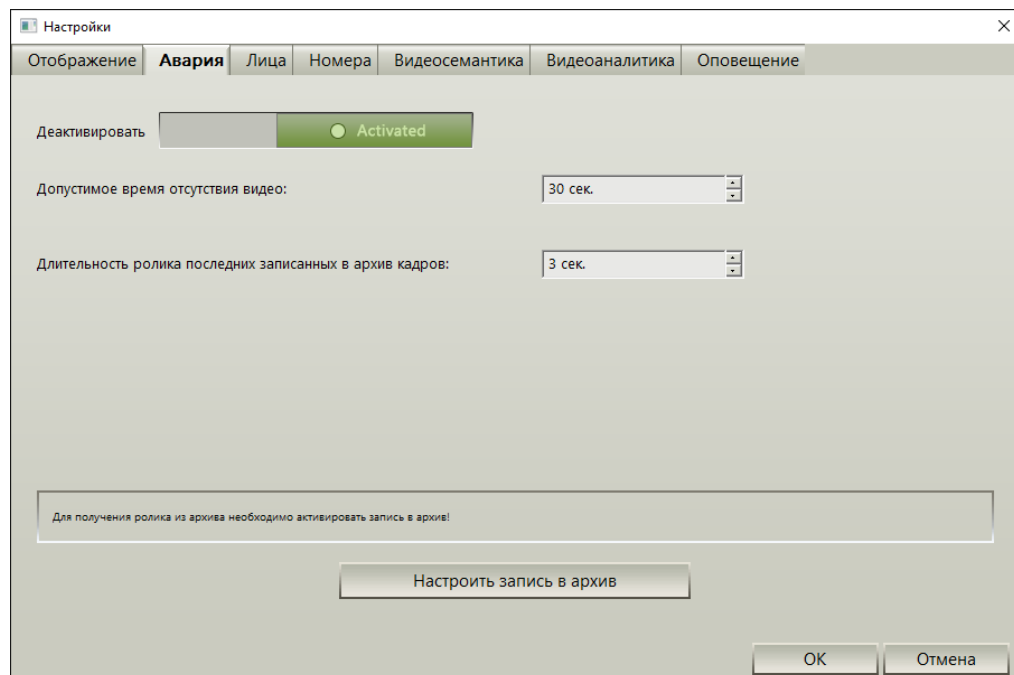 Настройки
Отображение Авария Лица Номера Видеосемантика Видеоаналитика Оповещение
Деактивировать Activated
Допустимое время отсутствия видео: 30 сек.
Длительность ролика последних записанных в архив кадров: 3 сек.
Для получения ролика из архива необходимо активировать запись в архив!
Настроить запись в архив
OK Отмена